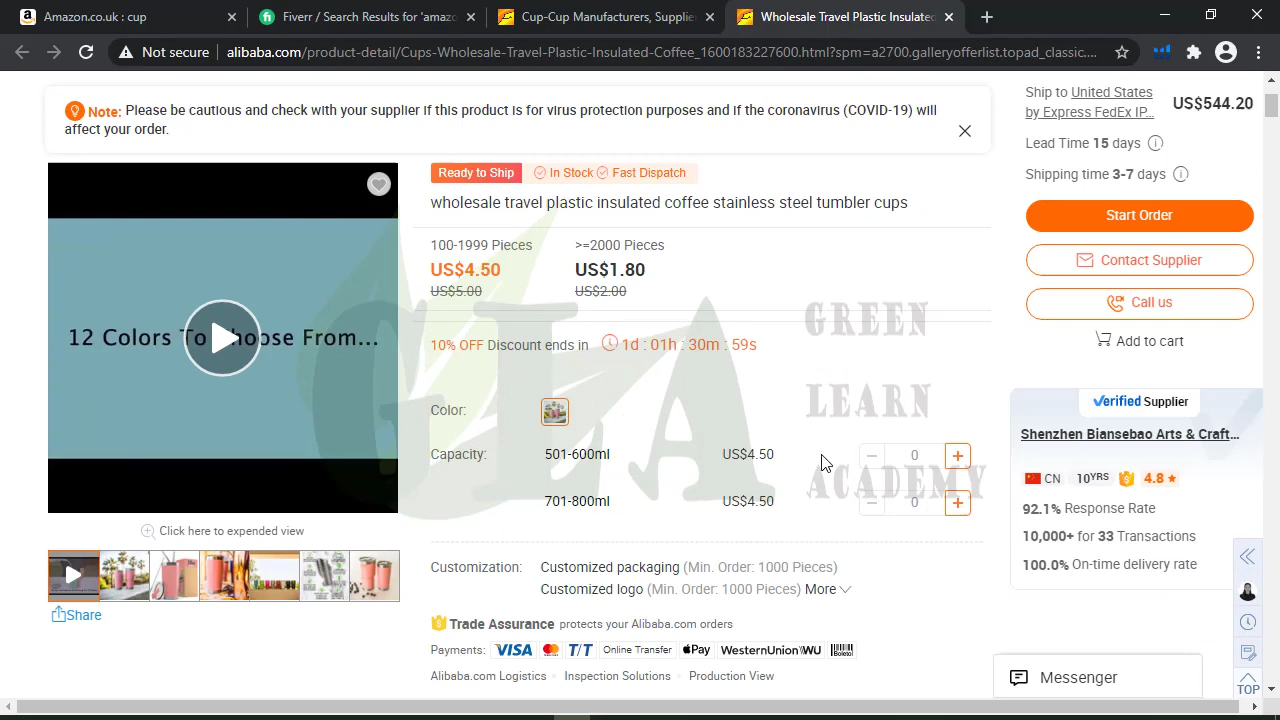 Amazon.co.uk : cup
Fiverr / Search Results for 'amazo
Cup-Cup Manufacturers, Supplie
Wholesale Travel Plastic Insulated
Not secure
alibaba.com/product-detail/Cups-Wholesale-Travel-Plastic-Insulated-Coffee_1600183227600.html?spm=a2700.galleryofferlist.topad_classic....
Note: Please be cautious and check with your supplier if this product is for virus protection purposes and if the coronavirus (COVID-19) will
affect your order.
Ship to United States
by Express FedEx IP...
US$544.20
Lead Time 15 days
Shipping time 3-7 days
Start Order
Contact Supplier
Call us
Add to cart
Ready to Ship
In Stock
Fast Dispatch
wholesale travel plastic insulated coffee stainless steel tumbler cups
100-1999 Pieces
>=2000 Pieces
US$4.50
US$1.80
US$5.00
US$2.00
12 Colors To Choose From...
10% OFF Discount ends in 1d : 01h : 30m : 59s
GLA
GREEN
LEARN
ACADEMY
Color:
Capacity:
501-600ml
US$4.50
0
701-800ml
US$4.50
0
Click here to expended view
Share
Customization:
Customized packaging (Min. Order: 1000 Pieces)
Customized logo (Min. Order: 1000 Pieces) More
Trade Assurance protects your Alibaba.com orders
Payments: VISA T/T Online Transfer Pay WesternUnion WU Boleto
Alibaba.com Logistics
Inspection Solutions
Production View
Verified Supplier
Shenzhen Biansebao Arts & Craft...
CN 10YRS 4.8
92.1% Response Rate
10,000+ for 33 Transactions
100.0% On-time delivery rate
TOP
Messenger